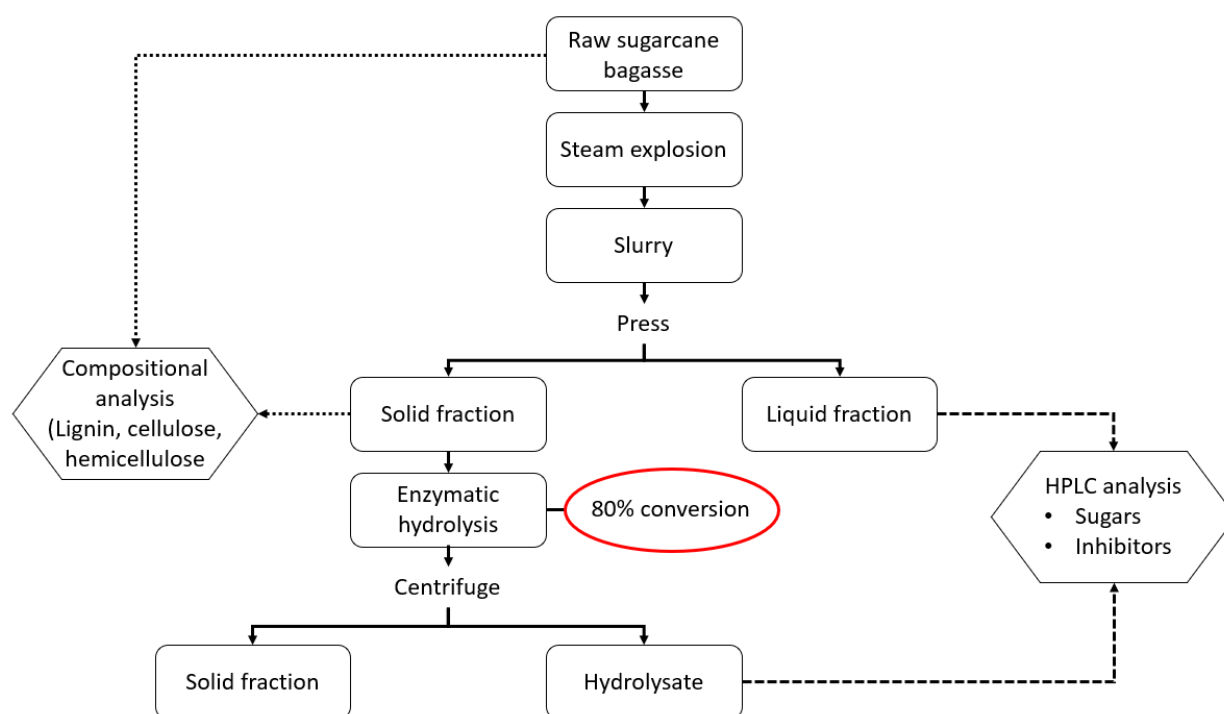 Raw sugarcane
bagasse
Steam explosion
Slurry
Press
Compositional
analysis
(Lignin, cellulose,
hemicellulose
Solid fraction
Liquid fraction
Enzymatic
hydrolysis
80% conversion
HPLC analysis
• Sugars
• Inhibitors
Centrifuge
Solid fraction
Hydrolysate